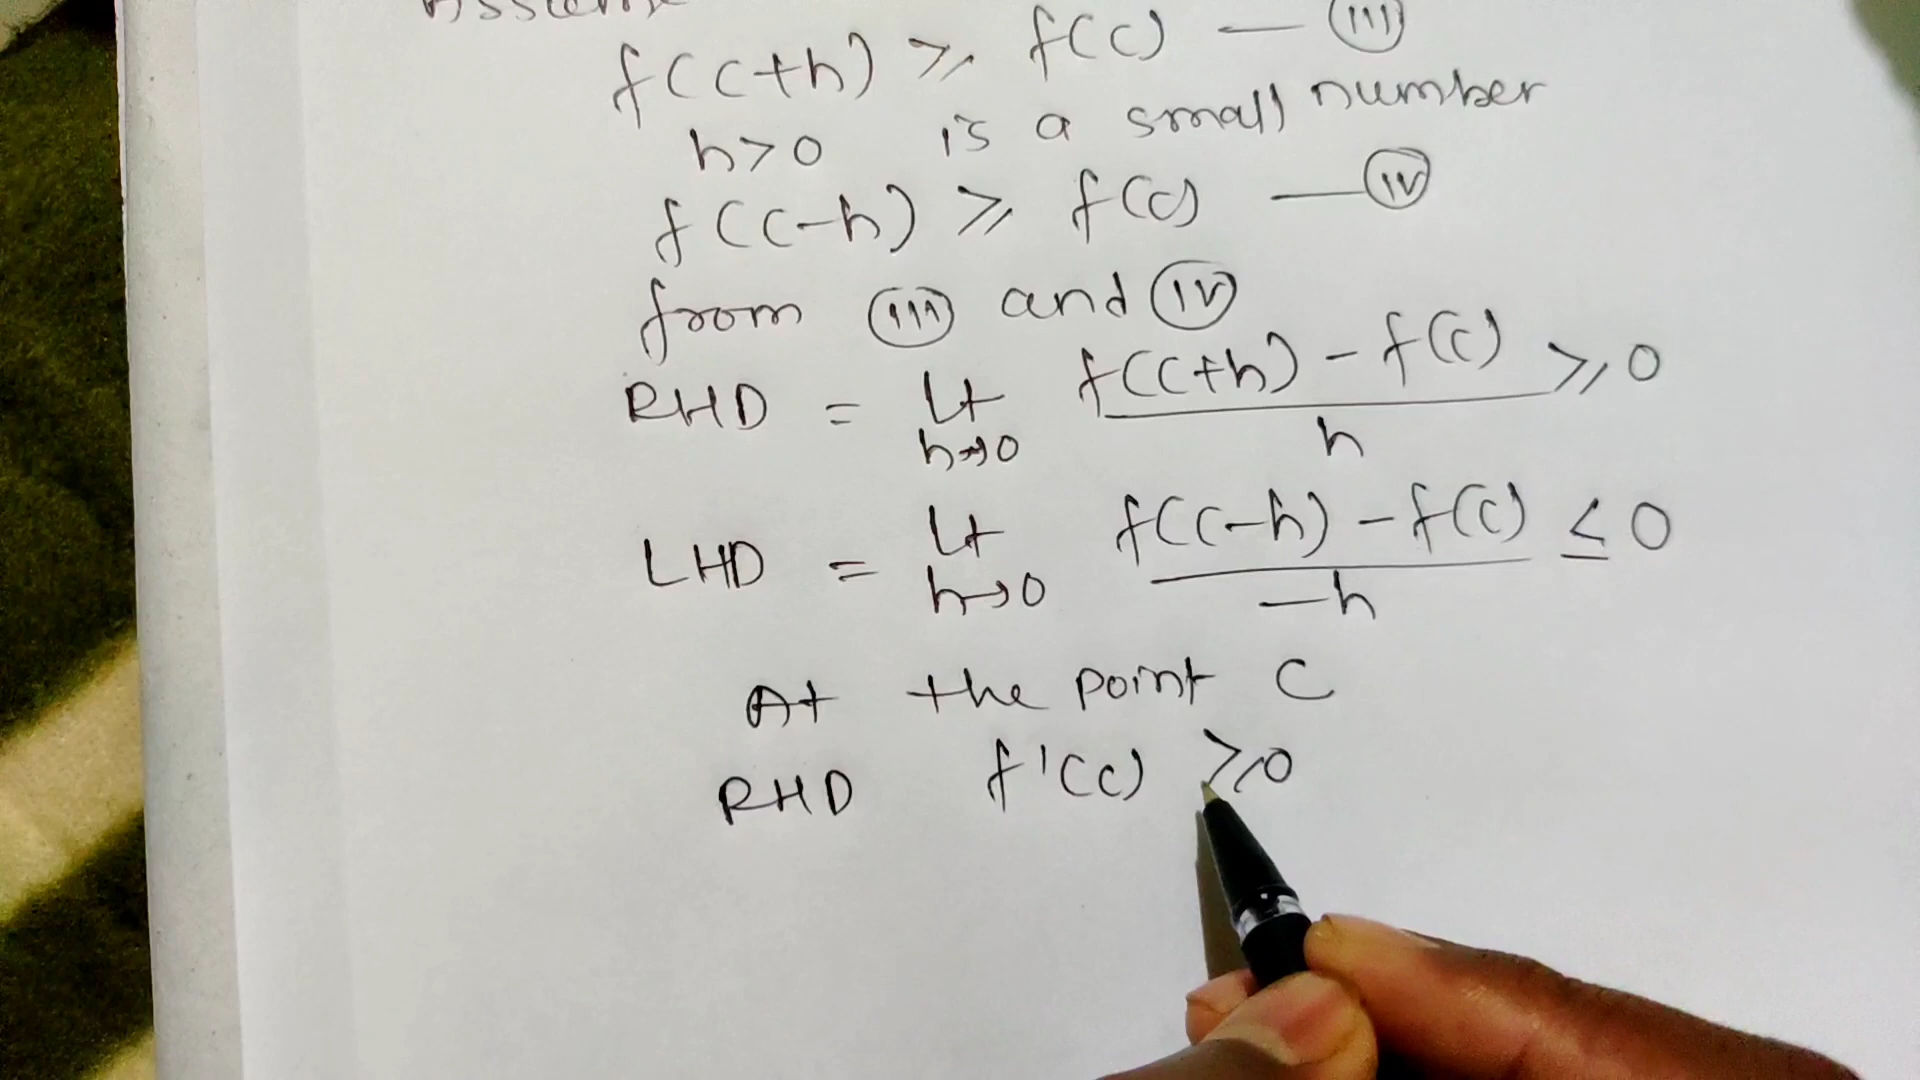 f(c+h) ≥ f(c) — (iii)
h>0 is a small number
f(c-h) ≥ f(c) — (iv)
from (iii) and (iv)
RHD = Lt h→0 f(c+h) - f(c) / h ≥ 0
LHD = Lt h→0 f(c-h) - f(c) / -h ≤ 0
At the point C
RHD f'(c) ≥0